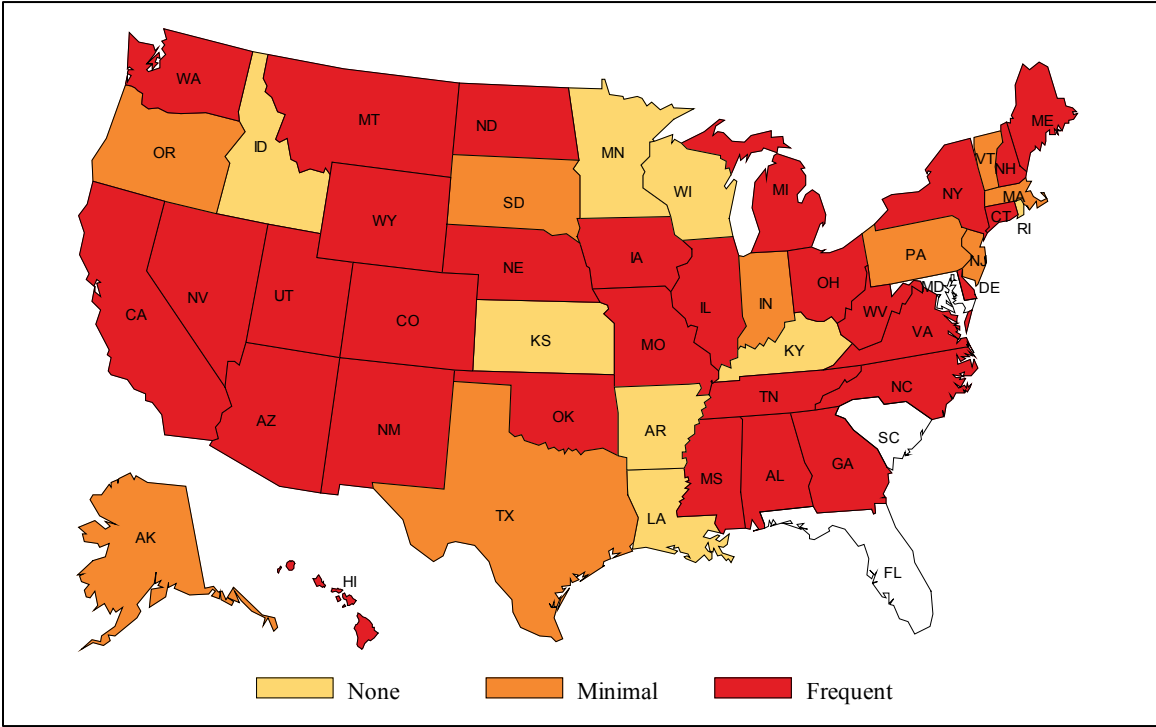 WA
MT
ND
MN
ME
OR
ID
WI
VT
NH
SD
MI
NY
MA
WY
CT
RI
IA
NE
PA
NJ
NV
UT
OH
MD
DE
CA
CO
IL
IN
WV
VA
KS
MO
KY
NC
TN
AZ
NM
OK
AR
SC
MS
AL
GA
TX
LA
AK
FL
HI
None
Minimal
Frequent